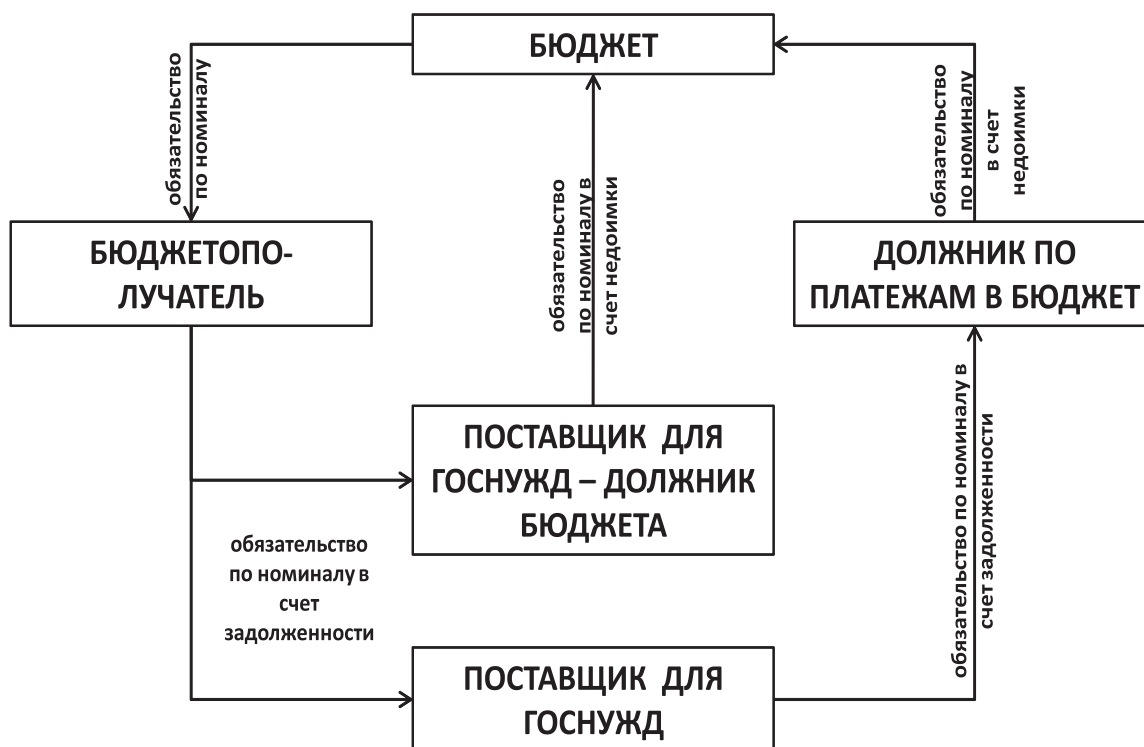 БЮДЖЕТ
обязательство
по номиналу
обязательство
по номиналу в
счет недоимки
обязательство
по номиналу
в счет
недоимки
БЮДЖЕТОПО-
ЛУЧАТЕЛЬ
ДОЛЖНИК ПО
ПЛАТЕЖАМ В БЮДЖЕТ
ПОСТАВЩИК ДЛЯ
ГОСНУЖД – ДОЛЖНИК
БЮДЖЕТА
обязательство по номиналу в
счет задолженности
обязательство
по номиналу в
счет
задолженности
ПОСТАВЩИК ДЛЯ
ГОСНУЖД